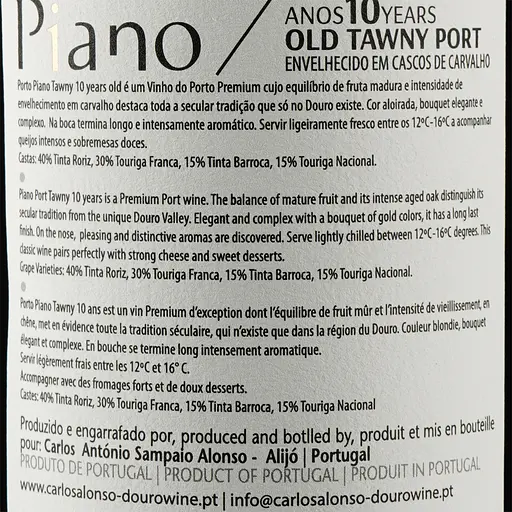 Piano / ANOS 10 YEARS
OLD TAWNY PORT
ENVELHECIDO EM CASCOS DE CARVALHO
Porto Piano Tawny 10 years old é um Vinho do Porto Premium cujo equilíbrio de fruta madura e intensidade de
envelhecimento em carvalho destaca toda a secular tradição que só no Douro existe. Cor aloirada, bouquet elegante e
complexo. Na boca termina longo e intensamente aromático. Servir ligeiramente fresco entre os 12ºC-16ºC a acompanhar
queijos intensos e sobremesas doces.
Castas: 40% Tinta Roriz, 30% Touriga Franca, 15% Tinta Barroca, 15% Touriga Nacional.
Piano Port Tawny 10 years is a Premium Port wine. The balance of mature fruit and its intense aged oak distinguish its
secular tradition from the unique Douro Valley. Elegant and complex with a bouquet of gold colors, it has a long last
finish. On the nose, pleasing and distinctive aromas are discovered. Serve lightly chilled between 12ºC-16ºC degrees. This
classic wine pairs perfectly with strong cheese and sweet desserts.
Grape Varieties: 40% Tinta Roriz, 30% Touriga Franca, 15% Tinta Barroca, 15% Touriga Nacional.
Porto Piano Tawny 10 ans est un vin Premium d'exception dont l'équilibre de fruit mûr et l'intensité de vieillissement, en
chêne, met en évidence toute la tradition séculaire, qui n'existe que dans la région du Douro. Couleur blondie, bouquet
élegant et complexe. En bouche se termine long intensement aromatique.
Servir légèrement frais entre les 12ºC et 16° C.
Accompagner avec des fromages forts et de doux desserts.
Castes: 40% Tinta Roriz, 30% Touriga Franca, 15% Tinta Barroca, 15% Touriga Nacional
Produzido e engarrafado por, produced and botlled by, produit et mis en bouteille
pour: Carlos António Sampaio Alonso - Alijó | Portugal
PRODUTO DE PORTUGAL | PRODUCT OF PORTUGAL | PRODUIT IN PORTUGAL
www.carlosalonso-dourowine.pt | info@carlosalonso-dourowine.pt